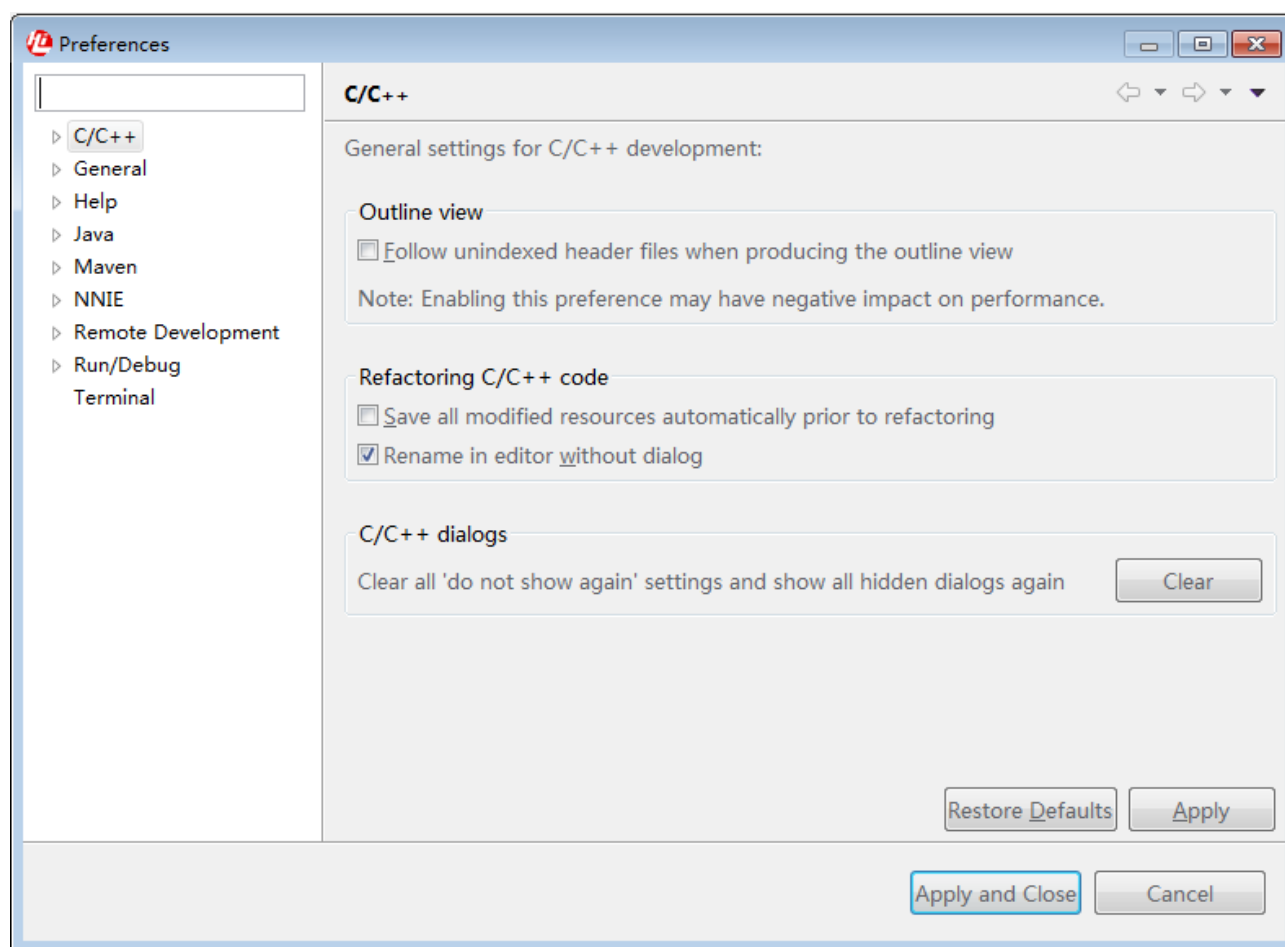 Preferences
C/C++
General
Help
Java
Maven
NNIE
Remote Development
Run/Debug
Terminal
C/C++
General settings for C/C++ development:
Outline view
Follow unindexed header files when producing the outline view
Note: Enabling this preference may have negative impact on performance.
Refactoring C/C++ code
Save all modified resources automatically prior to refactoring
Rename in editor without dialog
C/C++ dialogs
Clear all 'do not show again' settings and show all hidden dialogs again
Clear
Restore Defaults
Apply
Apply and Close
Cancel